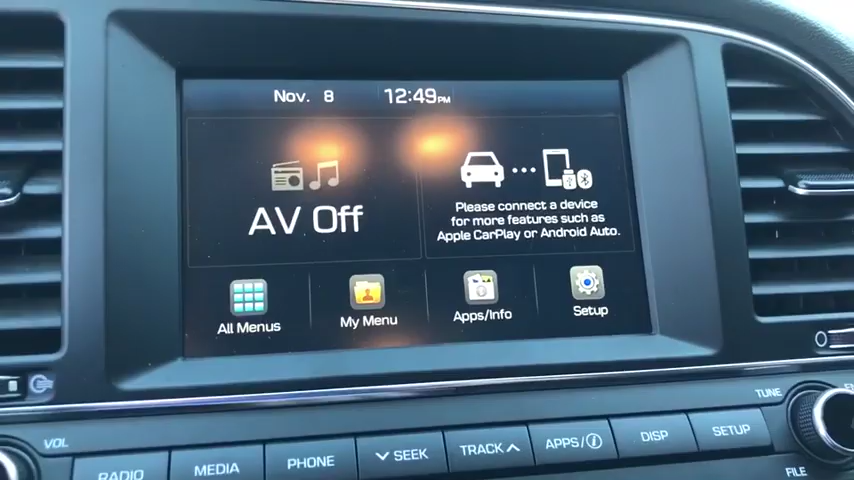 Nov. 8 12:49PM
AV Off
Please connect a device
for more features such as
Apple CarPlay or Android Auto.
All Menus
My Menu
Apps/Info
Setup
VOL
TUNE
RADIO
MEDIA
PHONE
SEEK
TRACK
APPS/i
DISP
SETUP
FILE